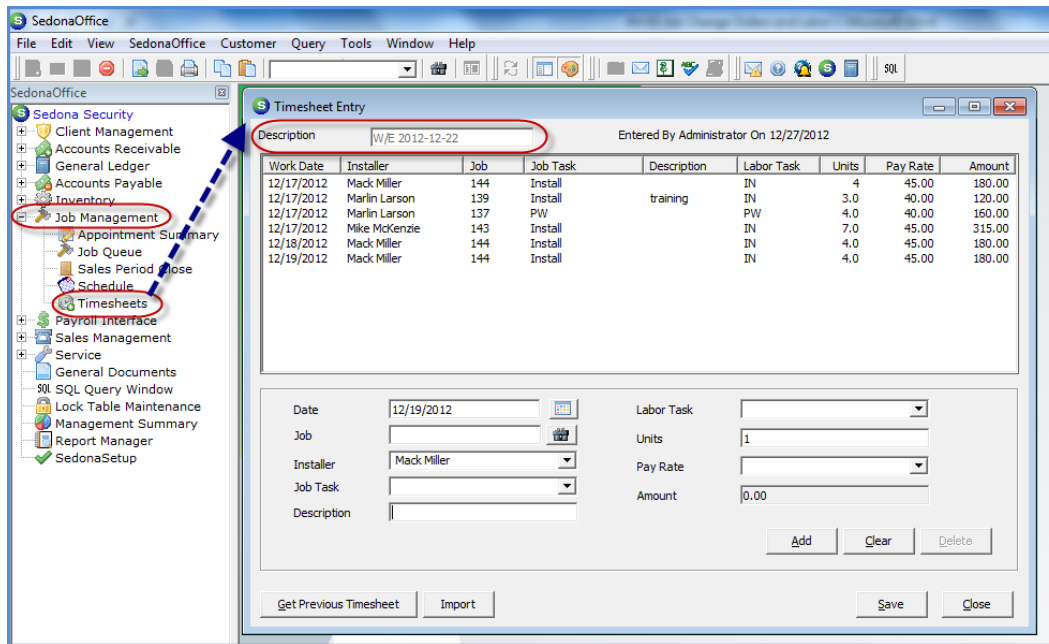 SedonaOffice
File Edit View SedonaOffice Customer Query Tools Window Help
SQL
SedonaOffice
Sedona Security
Client Management
Accounts Receivable
General Ledger
Accounts Payable
Inventory
Job Management
Appointment Summary
Job Queue
Sales Period Close
Schedule
Timesheets
Payroll Interface
Sales Management
Service
General Documents
SQL SQL Query Window
Lock Table Maintenance
Management Summary
Report Manager
SedonaSetup
Timesheet Entry
Description W/E 2012-12-22 Entered By Administrator On 12/27/2012
Work Date Installer Job Job Task Description Labor Task Units Pay Rate Amount
12/17/2012 Mack Miller 144 Install IN 4 45.00 180.00
12/17/2012 Marlin Larson 139 Install training IN 3.0 40.00 120.00
12/17/2012 Marlin Larson 137 PW PW 4.0 40.00 160.00
12/17/2012 Mike McKenzie 143 Install IN 7.0 45.00 315.00
12/18/2012 Mack Miller 144 Install IN 4.0 45.00 180.00
12/19/2012 Mack Miller 144 Install IN 4.0 45.00 180.00
Date 12/19/2012 Labor Task
Job Units 1
Installer Mack Miller Pay Rate
Job Task Amount 0.00
Description
Add Clear Delete
Get Previous Timesheet Import Save Close